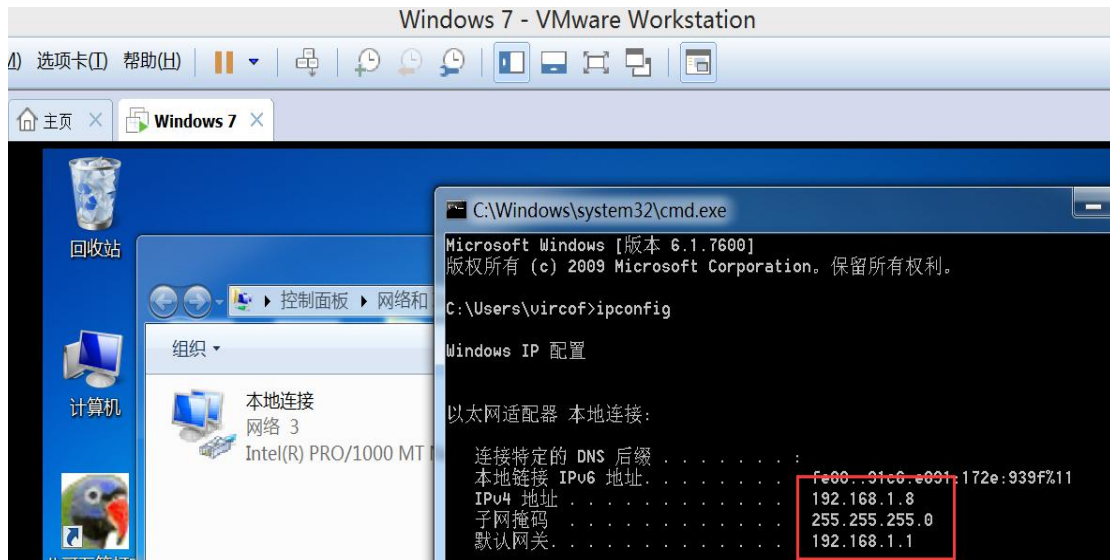 Windows 7 - VMware Workstation
选项卡(T) 帮助(H)
主页 Windows 7
C:\Windows\system32\cmd.exe
回收站
Microsoft Windows [版本 6.1.7600]
版权所有 (c) 2009 Microsoft Corporation。保留所有权利。
控制面板 网络和
C:\Users\vircof>ipconfig
组织
Windows IP 配置
计算机
本地连接
网络 3
Intel(R) PRO/1000 MT
以太网适配器 本地连接:
连接特定的 DNS 后缀 . . . . . . . :
本地链接 IPv6 地址. . . . . . . . :172e:939f%11
IPv4 地址 . . . . . . . . . . . . 192.168.1.8
子网掩码 . . . . . . . . . . . . 255.255.255.0
默认网关. . . . . . . . . . . . . 192.168.1.1